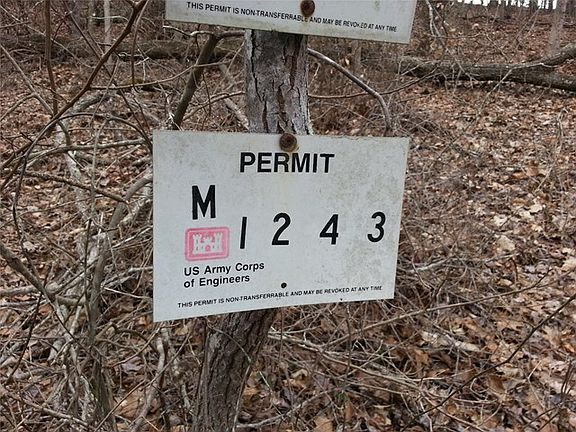 THIS PERMIT IS NON-TRANSFERRABLE AND MAY BE REVOKED AT ANY TIME
PERMIT
M
1 2 4 3
US Army Corps
of Engineers
THIS PERMIT IS NON-TRANSFERRABLE AND MAY BE REVOKED AT ANY TIME